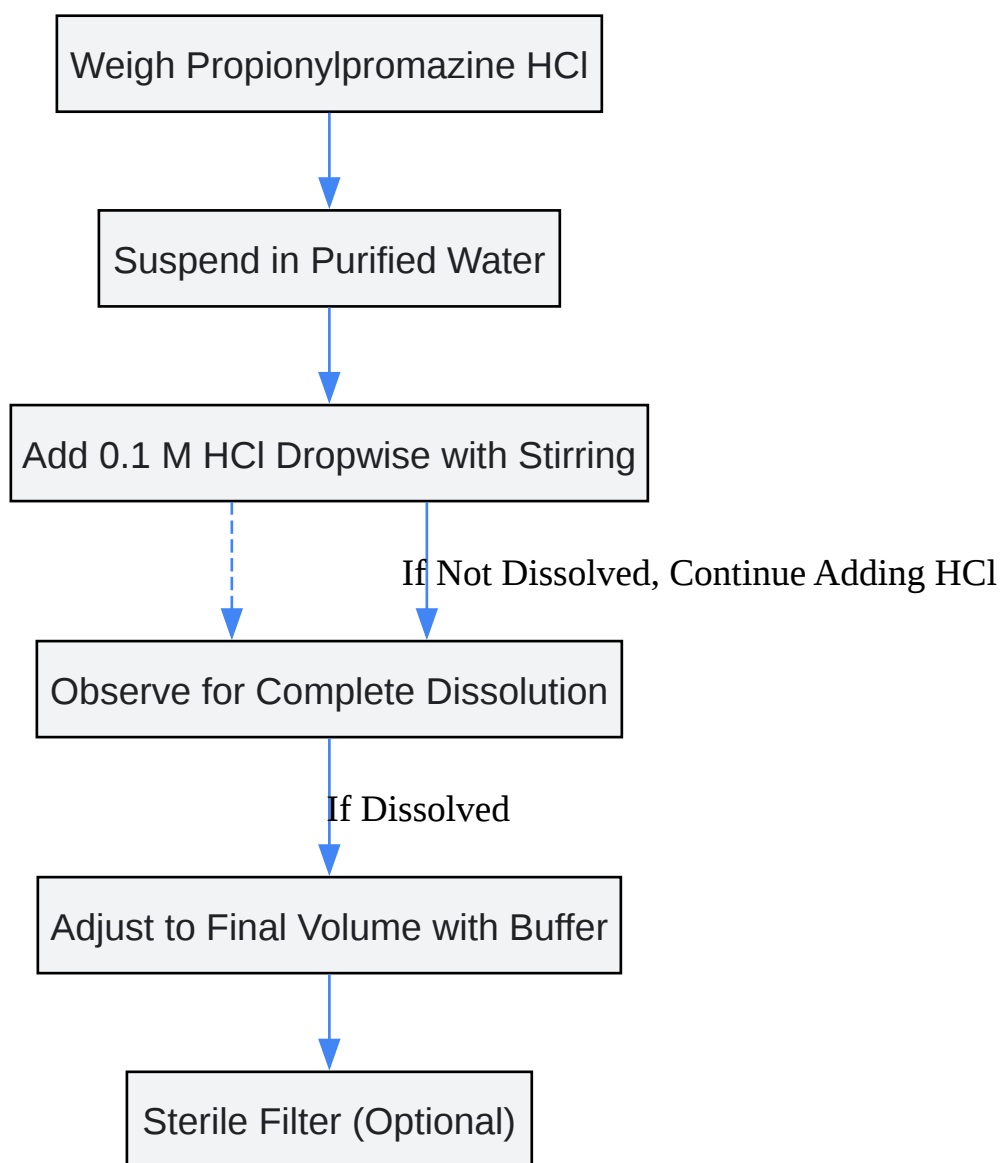 Weigh Propionylpromazine HCl
Suspend in Purified Water
Add 0.1 M HCl Dropwise with Stirring
If Not Dissolved, Continue Adding HCl
Observe for Complete Dissolution
If Dissolved
Adjust to Final Volume with Buffer
Sterile Filter (Optional)